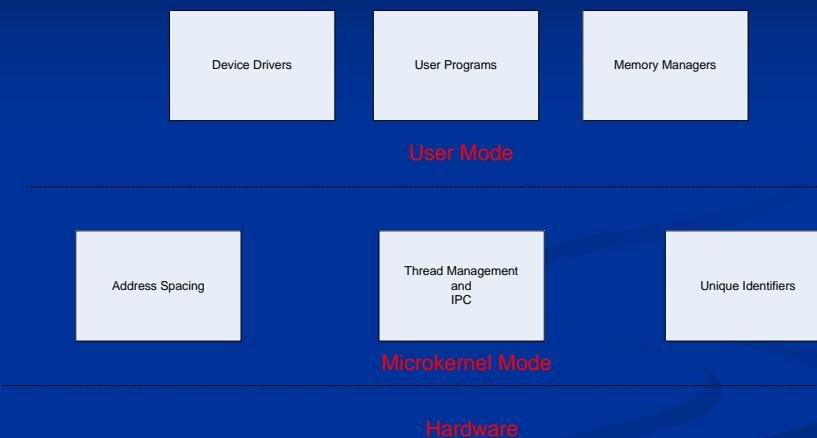 Device Drivers
User Programs
Memory Managers
User Mode
Address Spacing
Thread Management
and
IPC
Unique Identifiers
Microkernel Mode
Hardware